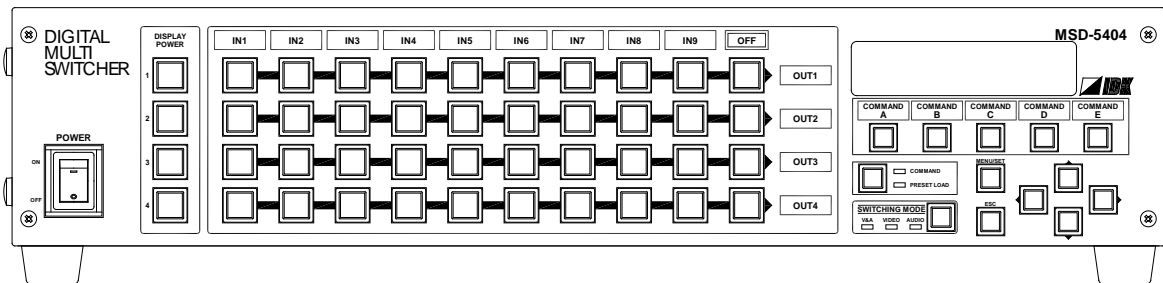 DIGITAL
MULTI
SWITCHER
POWER
ON
OFF
DISPLAY
POWER
1
2
3
4
IN1 IN2 IN3 IN4 IN5 IN6 IN7 IN8 IN9 OFF
OUT1
OUT2
OUT3
OUT4
MSD-5404
IDK
COMMAND A
COMMAND B
COMMAND C
COMMAND D
COMMAND E
COMMAND
PRESET LOAD
MENU/SET
ESC
SWITCHING MODE
V&A VIDEO AUDIO